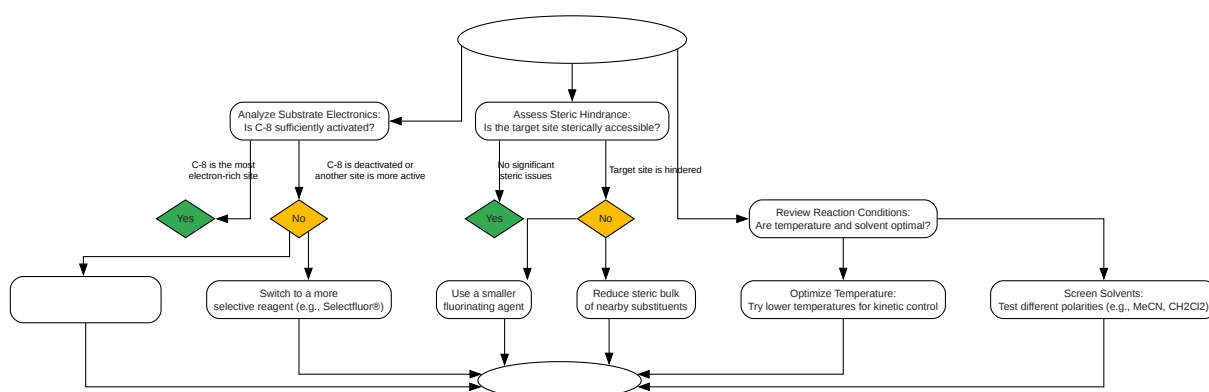 Analyze Substrate Electronics:
Is C-8 sufficiently activated?
Assess Steric Hindrance:
Is the target site sterically accessible?
C-8 is the most
electron-rich site
C-8 is deactivated or
another site is more active
No significant
steric issues
Target site is hindered
Yes
No
Yes
No
Review Reaction Conditions:
Are temperature and solvent optimal?
Switch to a more
selective reagent (e.g., Selectfluor®)
Use a smaller
fluorinating agent
Reduce steric bulk
of nearby substituents
Optimize Temperature:
Try lower temperatures for kinetic control
Screen Solvents:
Test different polarities (e.g., MeCN, CH2Cl2)